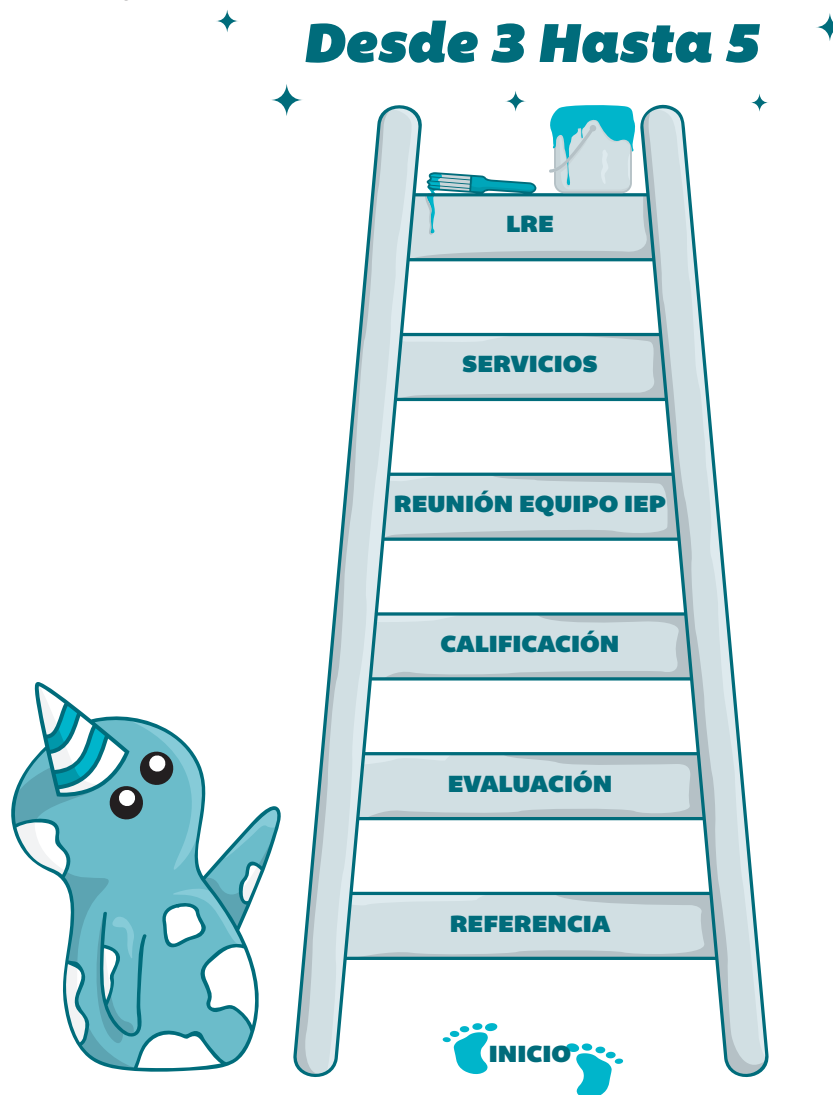 Desde 3 Hasta 5
LRE
SERVICIOS
REUNIÓN EQUIPO IEP
CALIFICACIÓN
EVALUACIÓN
REFERENCIA
INICIO